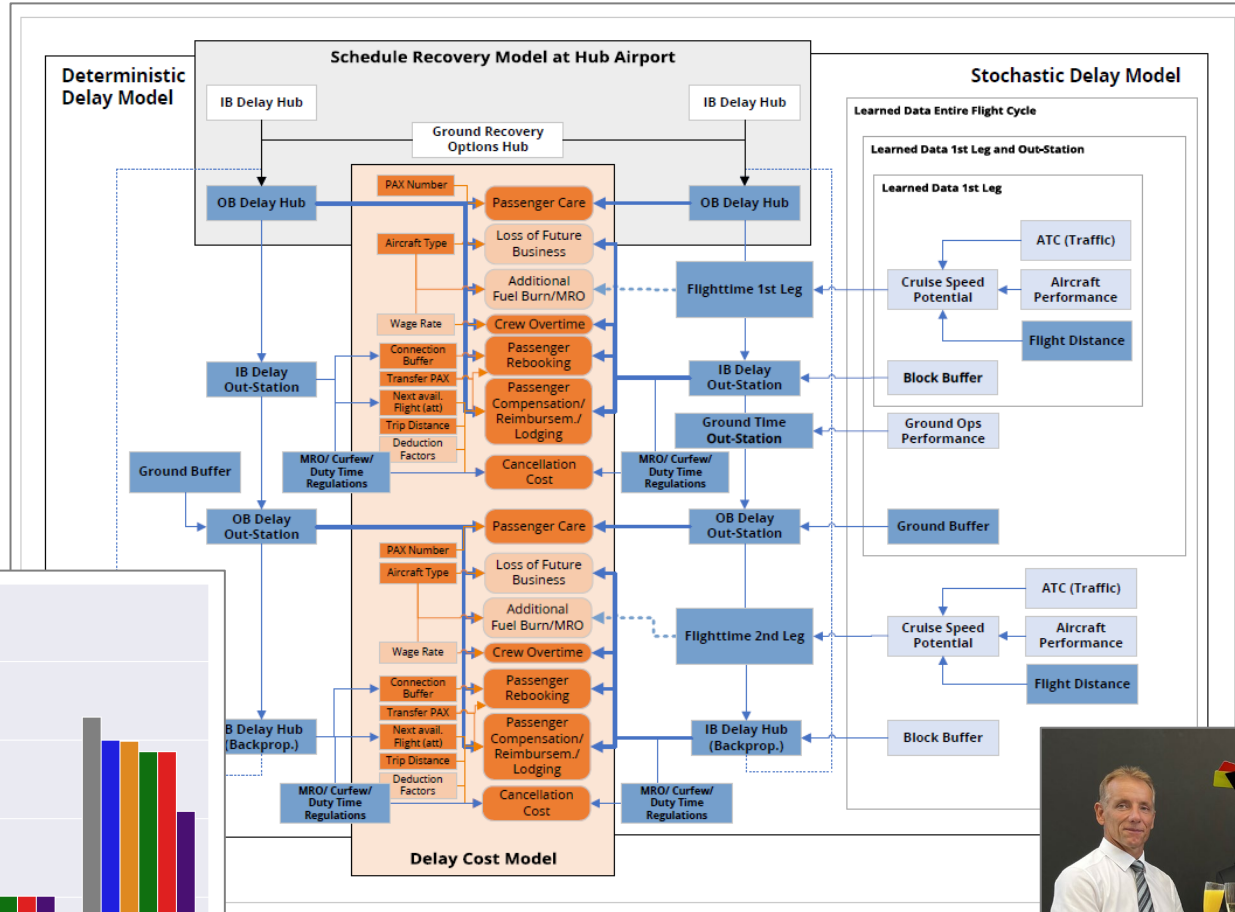 Schedule Recovery Model at Hub Airport
Deterministic
Delay Model
Stochastic Delay Model
IB Delay Hub
IB Delay Hub
Ground Recovery
Options Hub
Learned Data Entire Flight Cycle
Learned Data 1st Leg and Out-Station
Learned Data 1st Leg
OB Delay Hub
PAX Number
Passenger Care
OB Delay Hub
Aircraft Type
Loss of Future
Business
ATC (Traffic)
Additional
Fuel Burn/MRO
Flighttime 1st Leg
Cruise Speed
Potential
Aircraft
Performance
Wage Rate
Crew Overtime
Flight Distance
Connection
Buffer
Passenger
Rebooking
IB Delay
Out-Station
Transfer PAX
IB Delay
Out-Station
Block Buffer
Next avail.
Flight (att)
Passenger
Compensation/
Reimbursem./
Lodging
Trip Distance
Ground Time
Out-Station
Ground Ops
Performance
Deduction
Factors
Ground Buffer
MRO/ Curfew/
Duty Time
Regulations
Cancellation
Cost
MRO/ Curfew/
Duty Time
Regulations
OB Delay
Out-Station
Passenger Care
OB Delay
Out-Station
Ground Buffer
PAX Number
Aircraft Type
Loss of Future
Business
ATC (Traffic)
Additional
Fuel Burn/MRO
Flighttime 2nd Leg
Cruise Speed
Potential
Aircraft
Performance
Wage Rate
Crew Overtime
Flight Distance
Connection
Buffer
Passenger
Rebooking
Transfer PAX
B Delay Hub
(Backprop.)
Next avail.
Flight (att)
Passenger
Compensation/
Reimbursem./
Lodging
IB Delay Hub
(Backprop.)
Block Buffer
Trip Distance
Deduction
Factors
MRO/ Curfew/
Duty Time
Regulations
Cancellation
Cost
MRO/ Curfew/
Duty Time
Regulations
Delay Cost Model